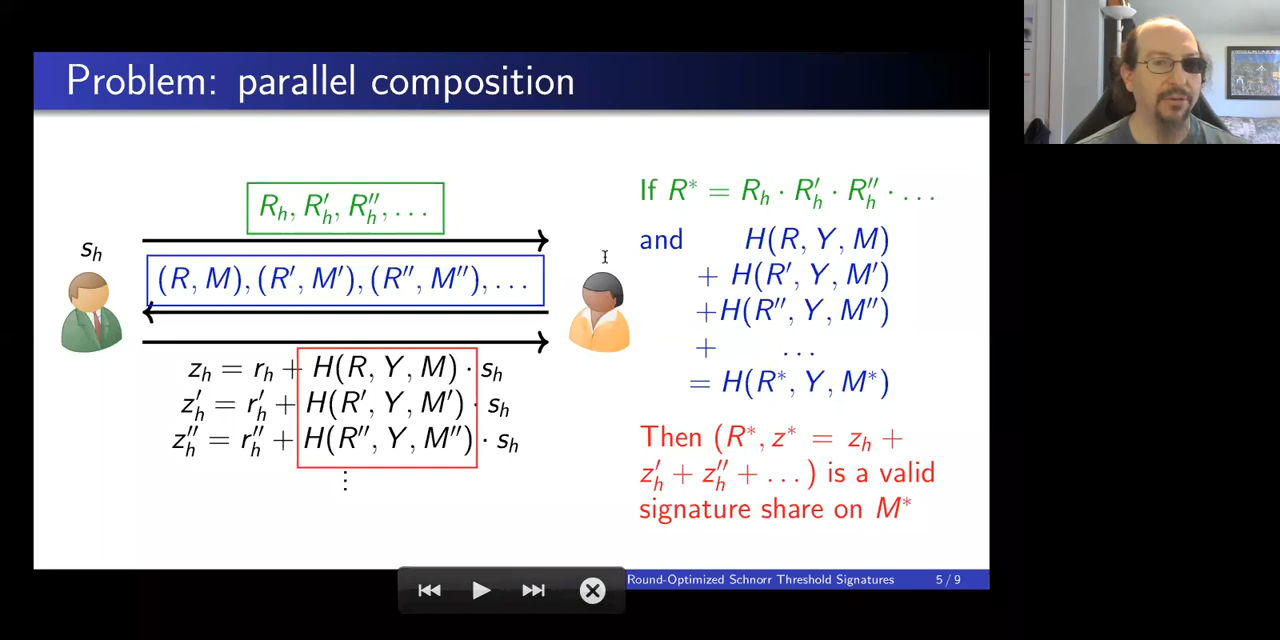 Problem: parallel composition
R_h, R'_h, R''_h, ...
s_h
(R, M), (R', M'), (R'', M''), ...
z_h = r_h + H(R, Y, M) · s_h
z'_h = r'_h + H(R', Y, M') · s_h
z''_h = r''_h + H(R'', Y, M'') · s_h
⋮
If R* = R_h · R'_h · R''_h · ...
and H(R, Y, M)
+ H(R', Y, M')
+H(R'', Y, M'')
+ ...
= H(R*, Y, M*)
Then (R*, z* = z_h +
z'_h + z''_h + ...) is a valid
signature share on M*
Round-Optimized Schnorr Threshold Signatures 5 / 9